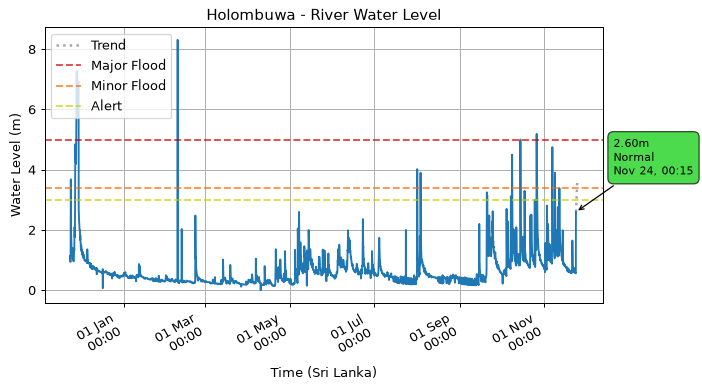 Holombuwa - River Water Level
Trend
Major Flood
Minor Flood
Alert
8
6
4
2
0
Water Level (m)
2.60m
Normal
Nov 24, 00:15
01 Jan
00:00
01 Mar
00:00
01 May
00:00
01 Jul
00:00
01 Sep
00:00
01 Nov
00:00
Time (Sri Lanka)